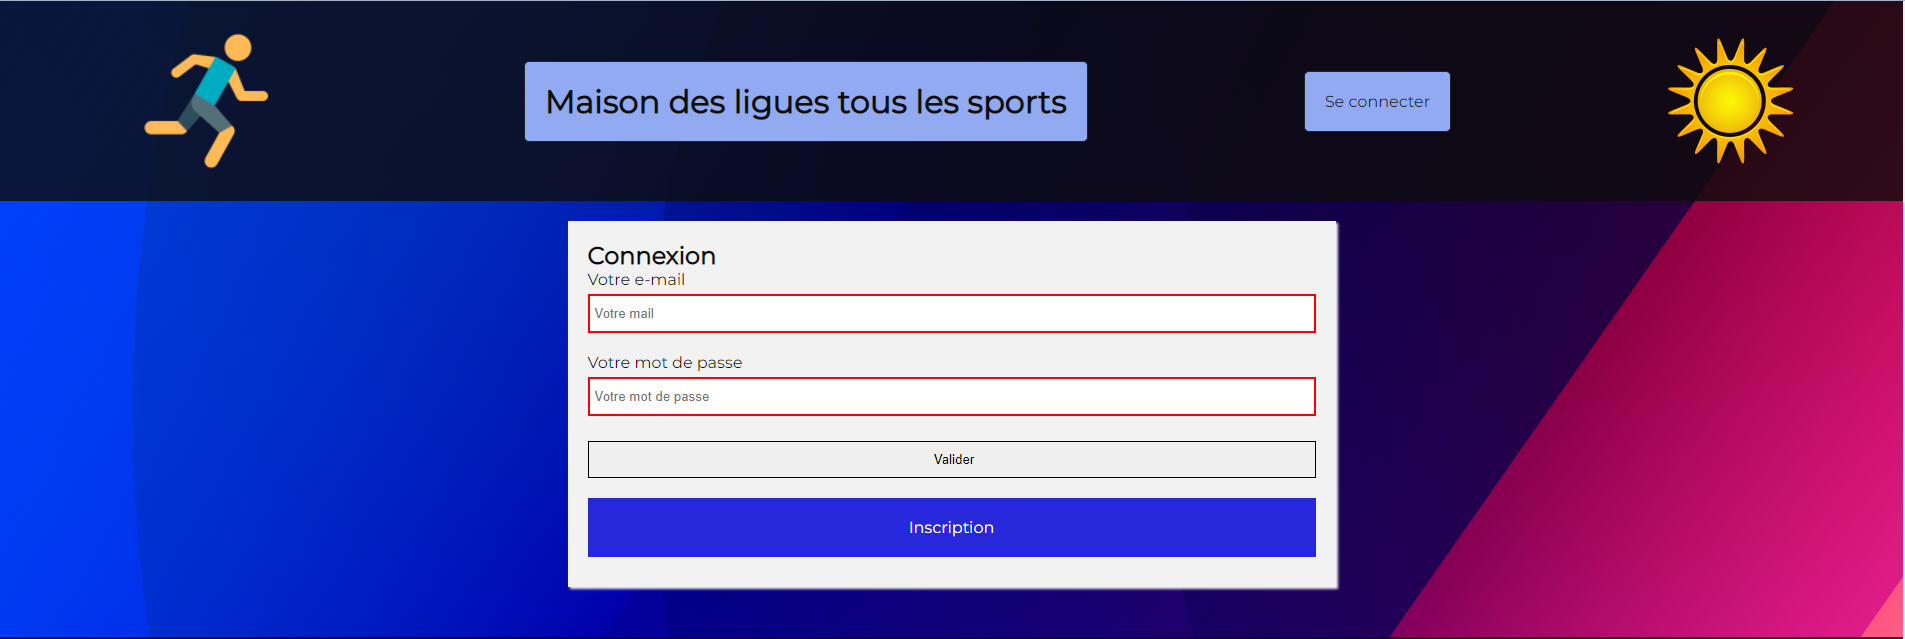 Maison des ligues tous les sports
Se connecter
Connexion
Votre e-mail
Votre mail
Votre mot de passe
Votre mot de passe
Valider
Inscription